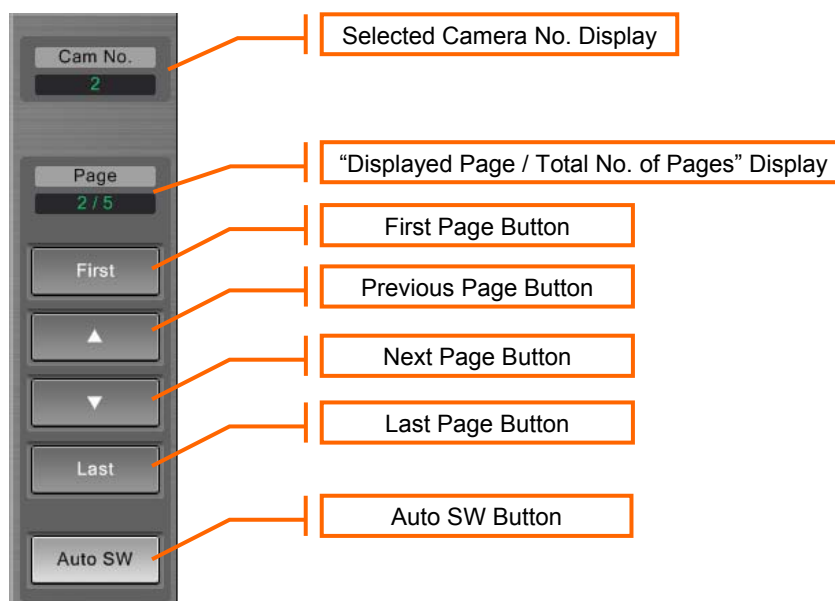 Cam No.
2
Selected Camera No. Display
Page
2 / 5
“Displayed Page / Total No. of Pages” Display
First
First Page Button
▲
Previous Page Button
▼
Next Page Button
Last
Last Page Button
Auto SW
Auto SW Button